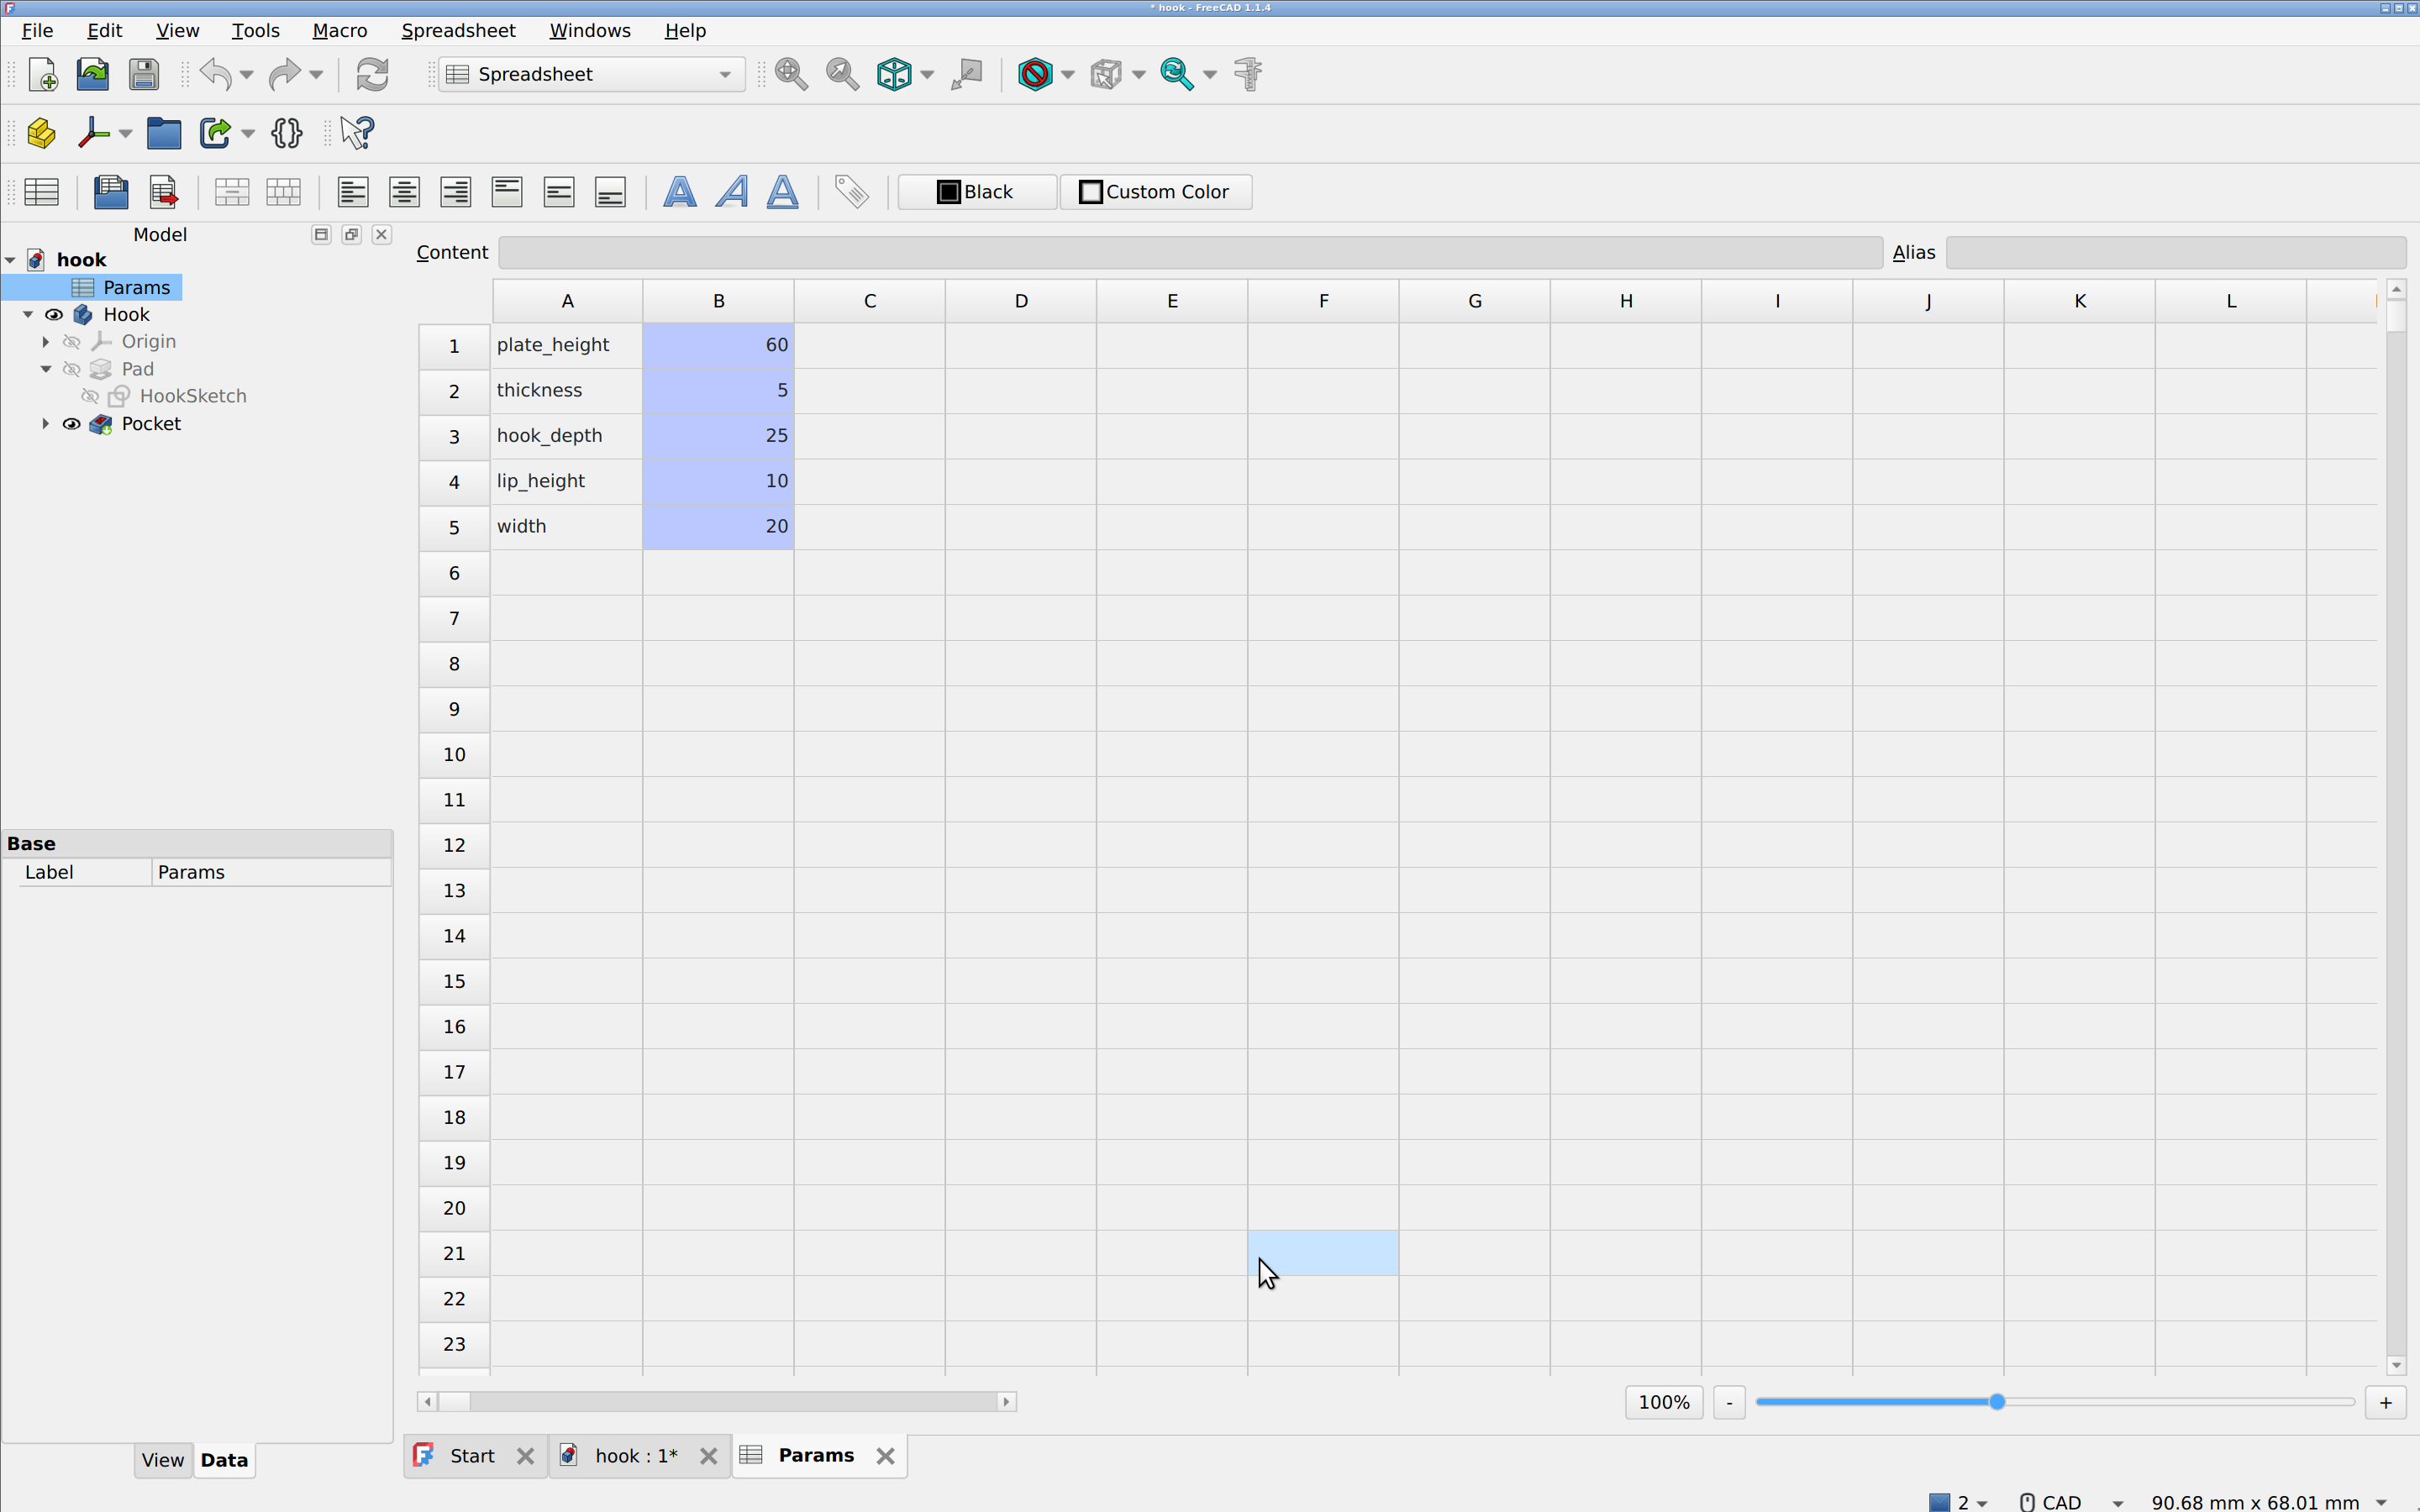 * hook - FreeCAD 1.1.4
File Edit View Tools Macro Spreadsheet Windows Help
Spreadsheet
Black Custom Color
Model
hook
Params
Hook
Origin
Pad
HookSketch
Pocket
Content Alias
A B C D E F G H I J K L
1 plate_height 60
2 thickness 5
3 hook_depth 25
4 lip_height 10
5 width 20
6
7
8
9
10
11
12
13
14
15
16
17
18
19
20
21
22
23
Base
Label Params
100% - +
View Data
Start hook : 1* Params
2 CAD 90.68 mm x 68.01 mm